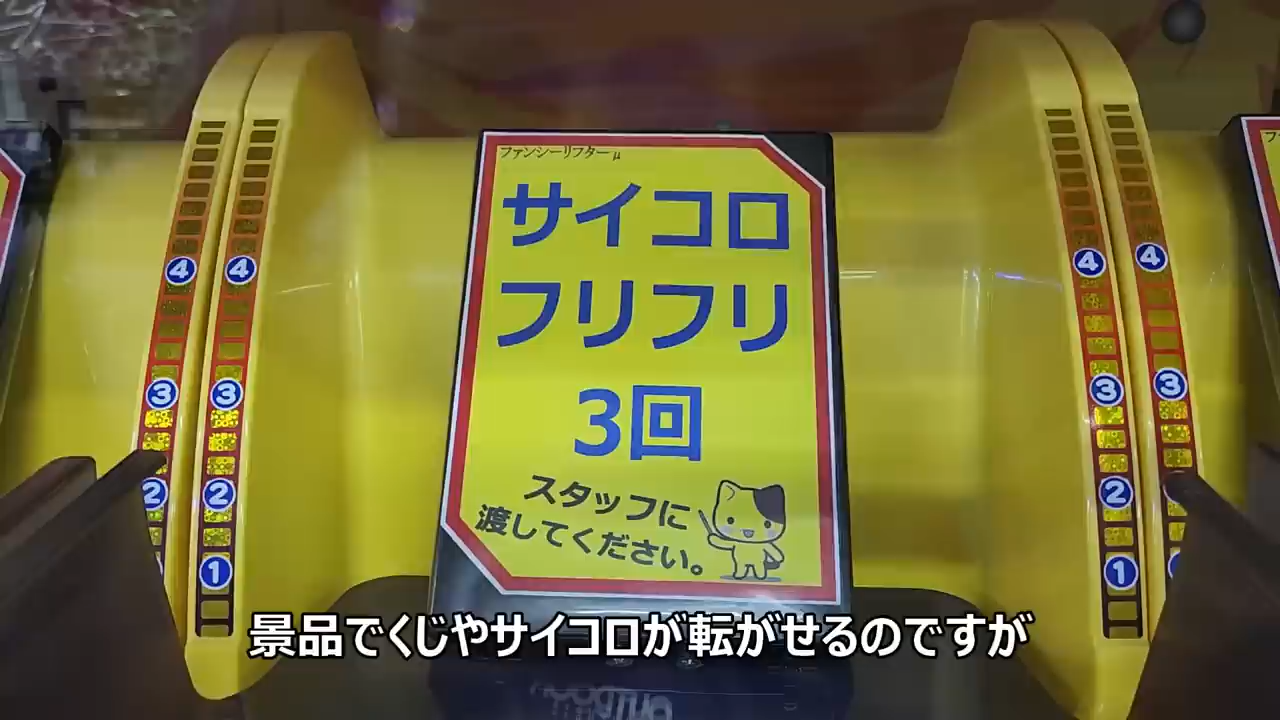 ファンシーリフターμ
サイコロ
フリフリ
3回
スタッフに
渡してください。
④ ④ ④ ④
③ ③ ③ ③
② ② ②
① ①
景品でくじやサイコロが転がせるのですが